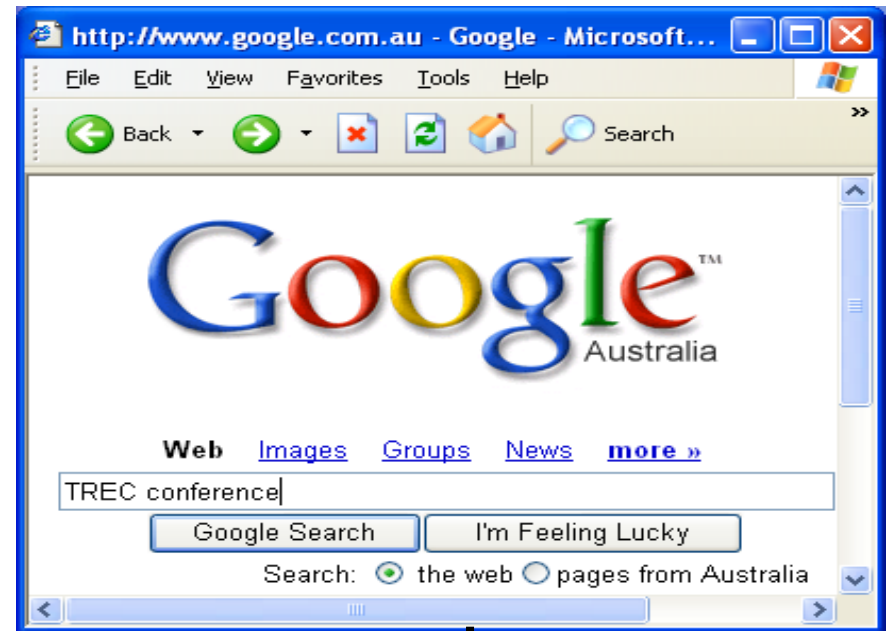 http://www.google.com.au - Google - Microsoft...
File Edit View Favorites Tools Help
Back Search »
Google™
Australia
Web Images Groups News more »
TREC conference
Google Search I'm Feeling Lucky
Search: the web pages from Australia